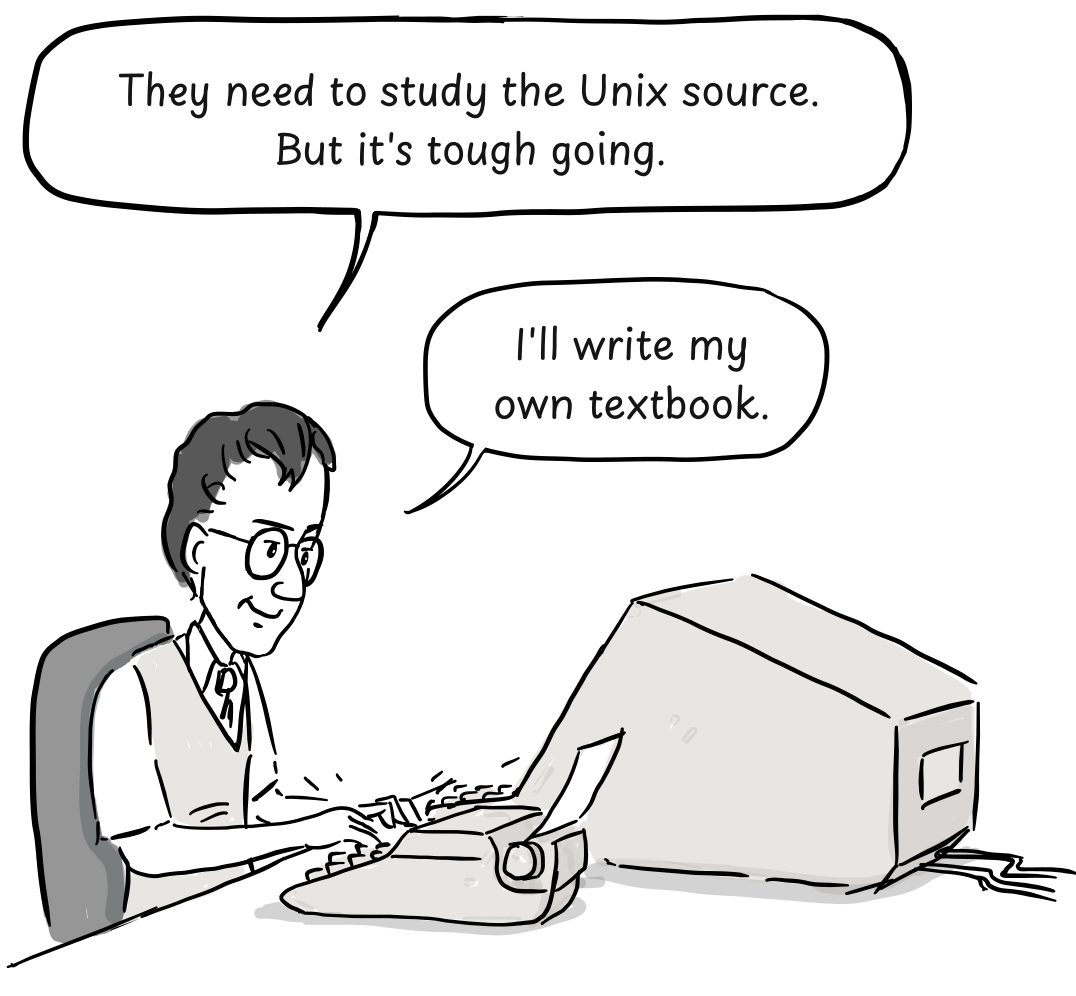 They need to study the Unix source.
But it's tough going.
I'll write my
own textbook.